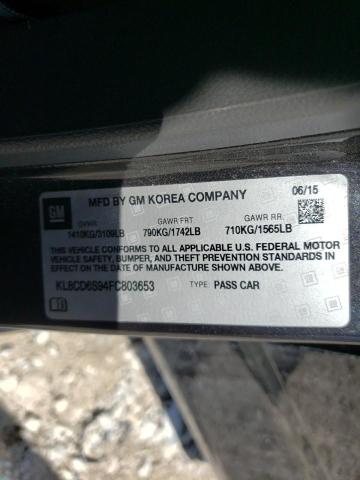 MFD BY GM KOREA COMPANY 06/15
GM GVWR GAWR FRT. GAWR RR.
1410KG/3109LB 790KG/1742LB 710KG/1565LB
THIS VEHICLE CONFORMS TO ALL APPLICABLE U.S. FEDERAL MOTOR
VEHICLE SAFETY, BUMPER, AND THEFT PREVENTION STANDARDS IN
EFFECT ON THE DATE OF MANUFACTURE SHOWN ABOVE.
KL8CD6S94FC803653 TYPE: PASS CAR